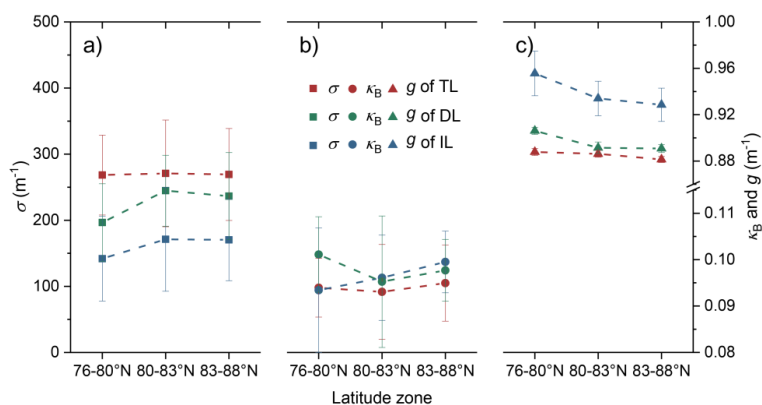 a)
b)
c)
500
400
300
200
100
0
σ (m⁻¹)
σ κB g of TL
σ κB g of DL
σ κB g of IL
1.00
0.96
0.92
0.88
0.11
0.10
0.09
0.08
κB and g (m⁻¹)
76-80°N 80-83°N 83-88°N
76-80°N 80-83°N 83-88°N
76-80°N 80-83°N 83-88°N
Latitude zone